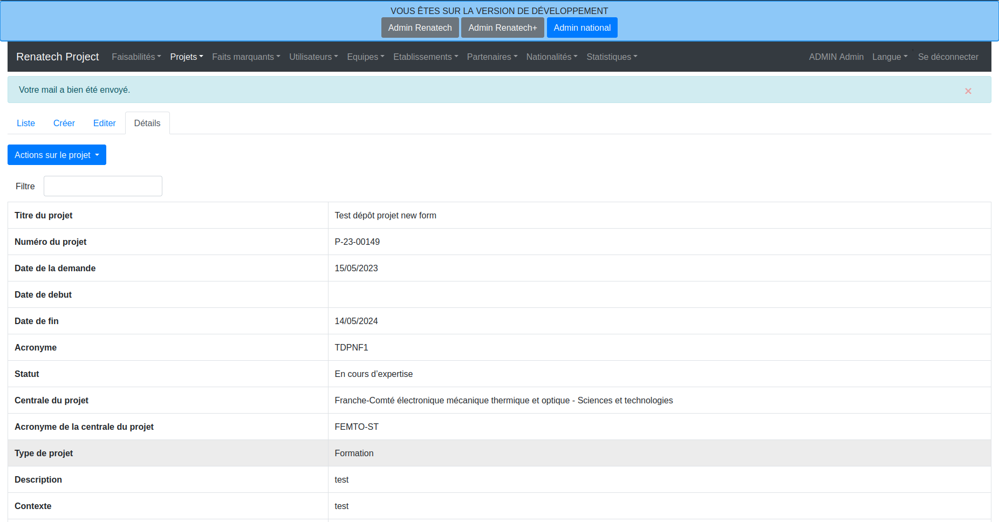 VOUS ÊTES SUR LA VERSION DE DÉVELOPPEMENT
Admin Renatech Admin Renatech+ Admin national
Renatech Project Faisabilités Projets Faits marquants Utilisateurs Equipes Etablissements Partenaires Nationalités Statistiques ADMIN Admin Langue Se déconnecter
Votre mail a bien été envoyé. ×
Liste Créer Editer Détails
Actions sur le projet
Filtre
Titre du projet Test dépôt projet new form
Numéro du projet P-23-00149
Date de la demande 15/05/2023
Date de debut
Date de fin 14/05/2024
Acronyme TDPNF1
Statut En cours d’expertise
Centrale du projet Franche-Comté électronique mécanique thermique et optique - Sciences et technologies
Acronyme de la centrale du projet FEMTO-ST
Type de projet Formation
Description test
Contexte test